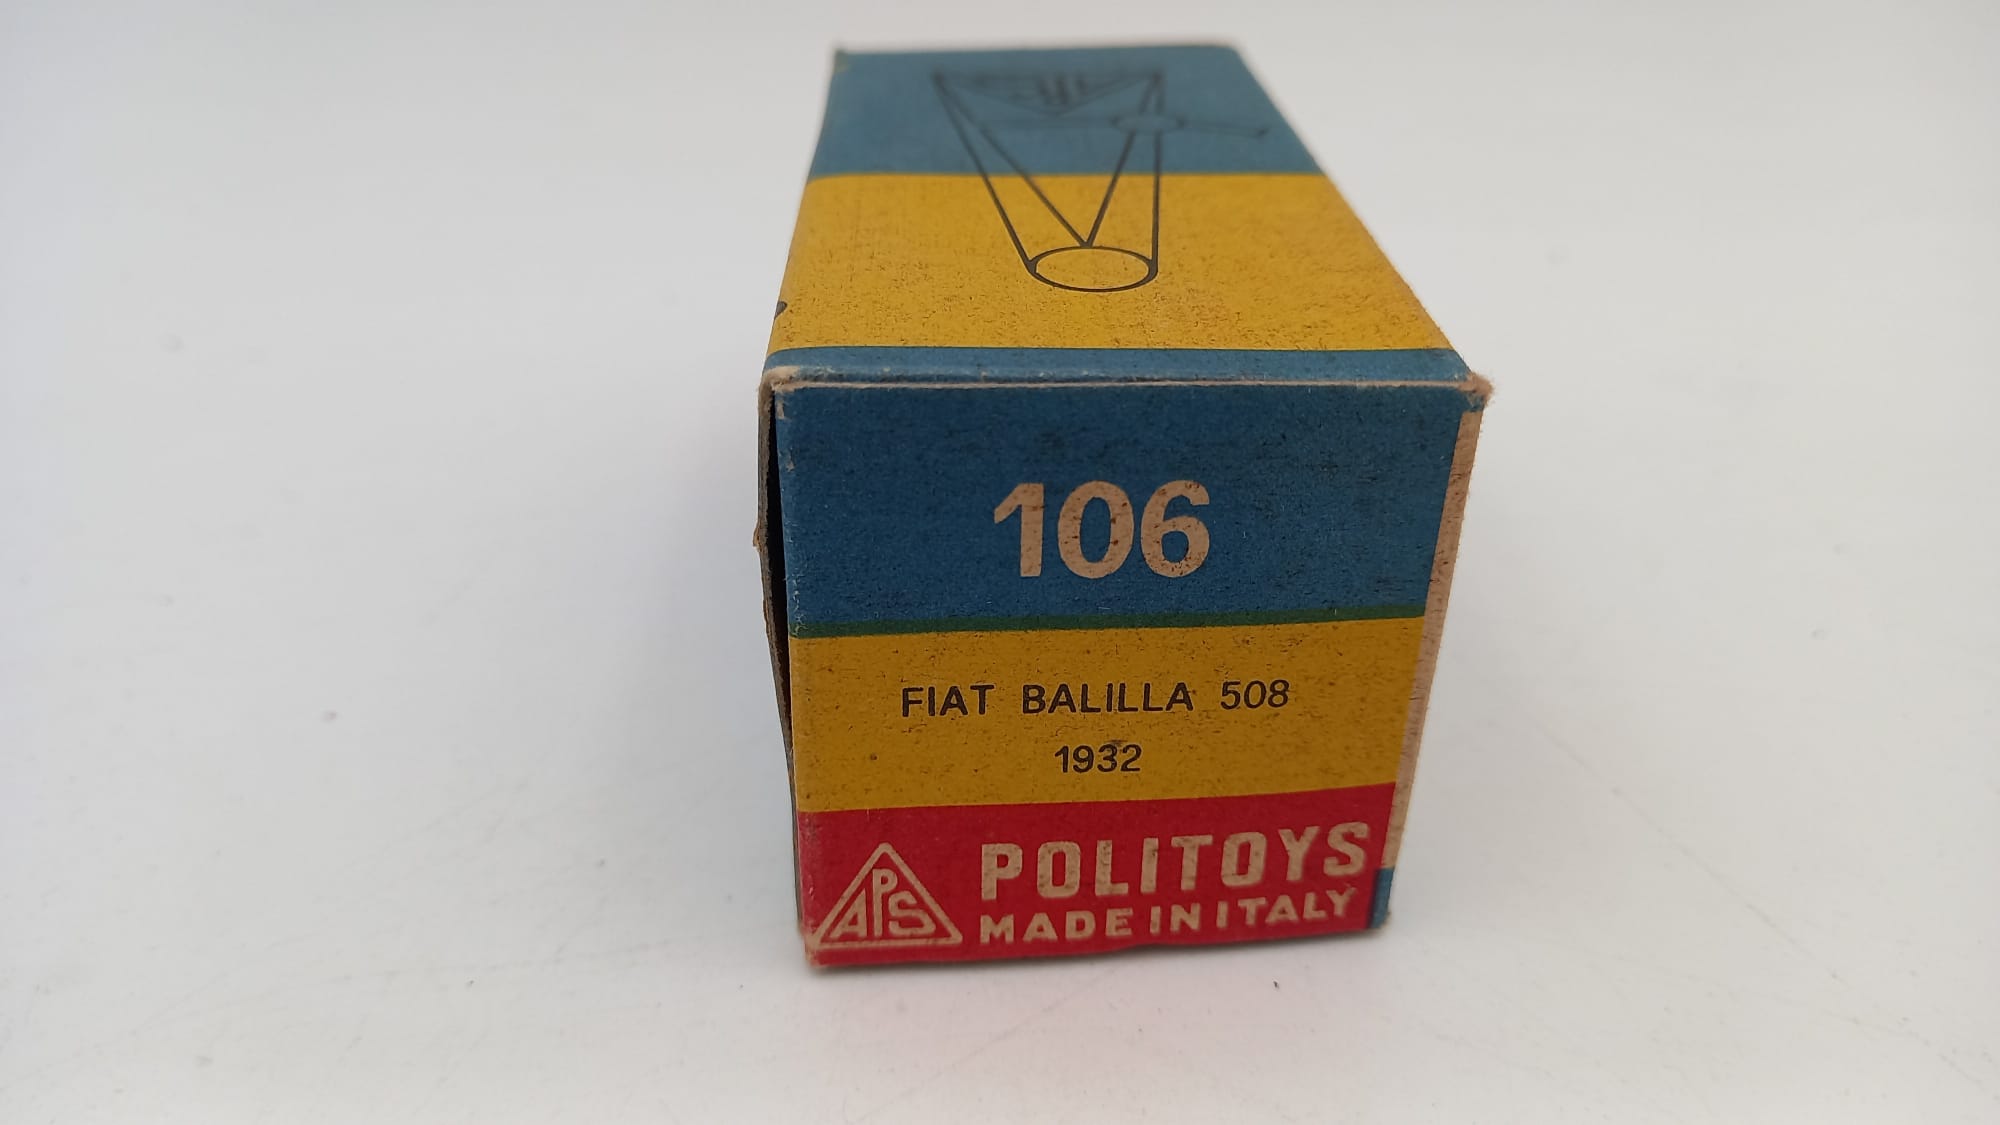 106
FIAT BALILLA 508
1932
APS
POLITOYS
MADE IN ITALY